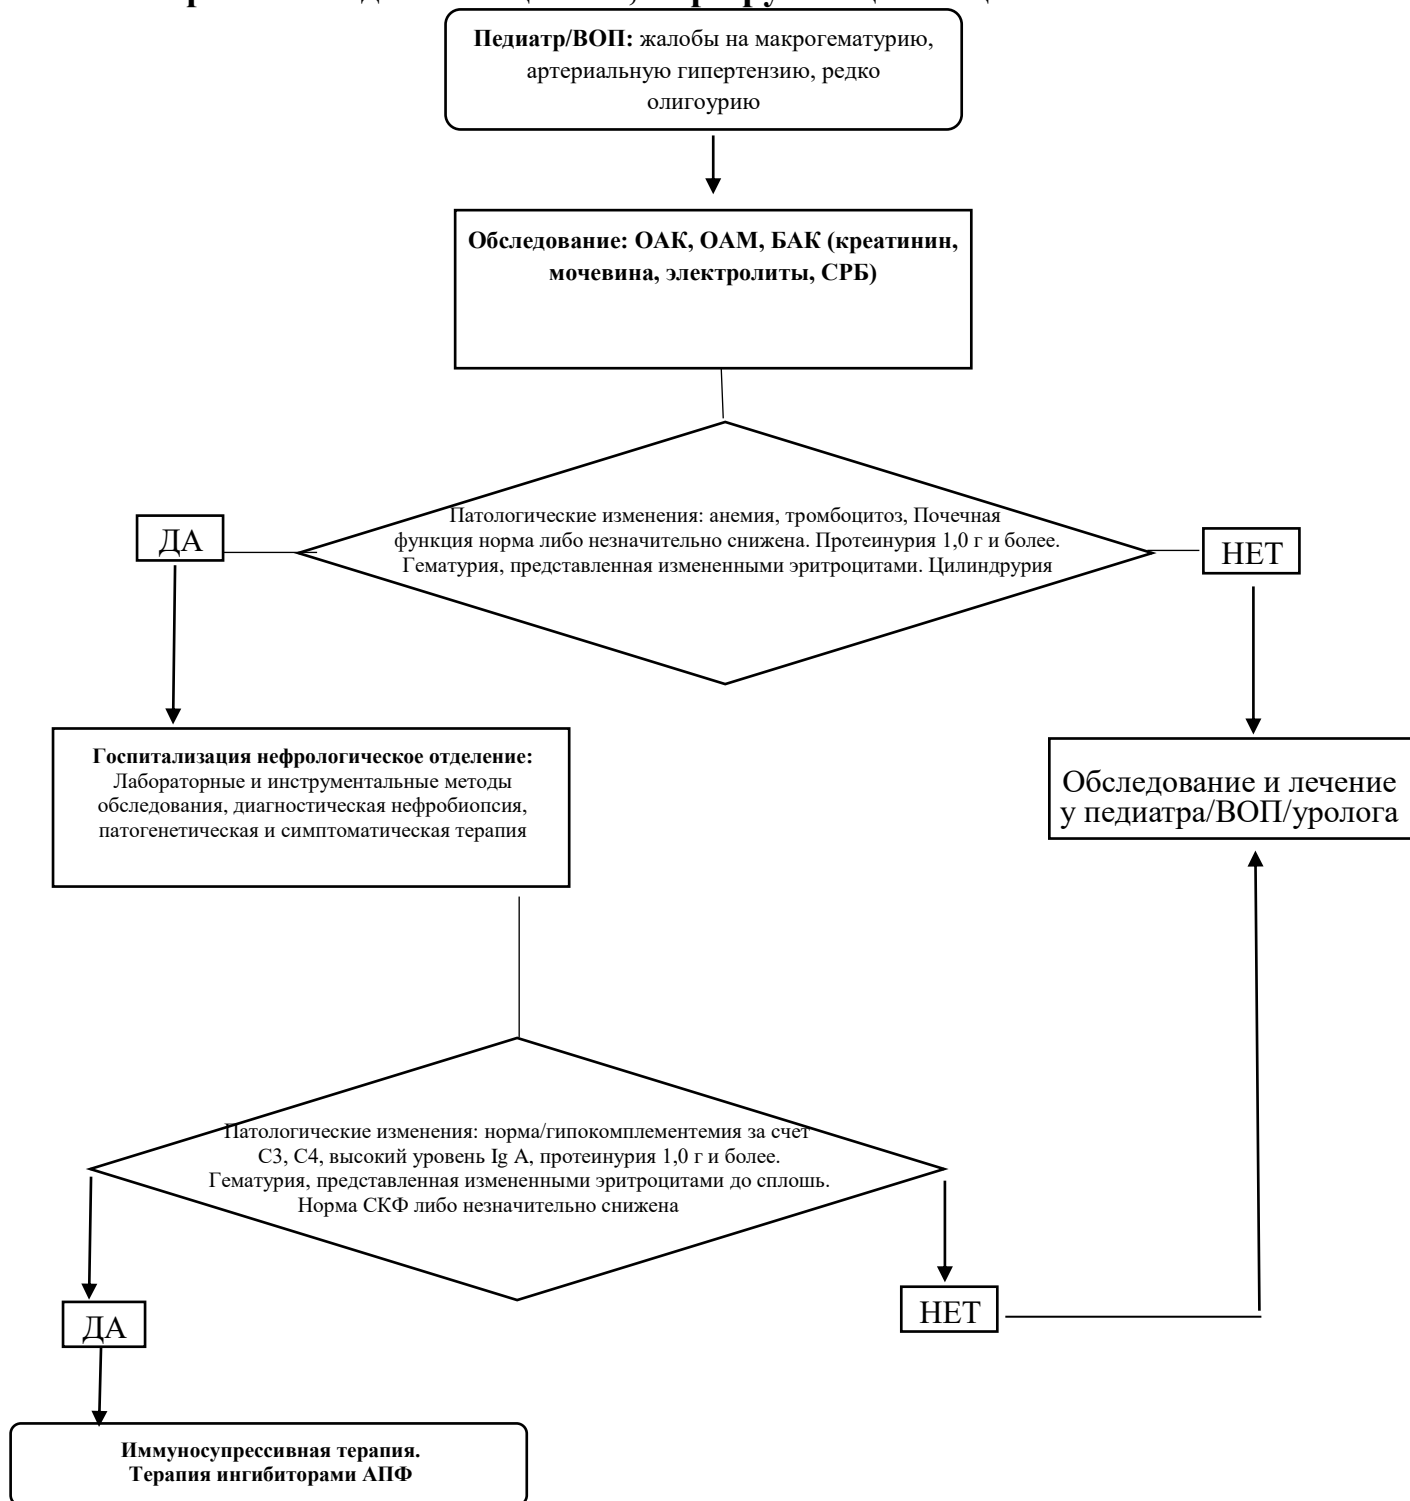 Педиатр/ВОП: жалобы на макрогематурию,
артериальную гипертензию, редко
олигоурию
Обследование: ОАК, ОАМ, БАК (креатинин,
мочевина, электролиты, СРБ)
Патологические изменения: анемия, тромбоцитоз, Почечная
функция норма либо незначительно снижена. Протеинурия 1,0 г и более.
Гематурия, представленная измененными эритроцитами. Цилиндрурия
ДА
НЕТ
Госпитализация нефрологическое отделение:
Лабораторные и инструментальные методы
обследования, диагностическая нефробиопсия,
патогенетическая и симптоматическая терапия
Обследование и лечение
у педиатра/ВОП/уролога
Патологические изменения: норма/гипокомплементемия за счет
С3, С4, высокий уровень Ig A, протеинурия 1,0 г и более.
Гематурия, представленная измененными эритроцитами до сплошь.
Норма СКФ либо незначительно снижена
ДА
НЕТ
Иммуносупрессивная терапия.
Терапия ингибиторами АПФ